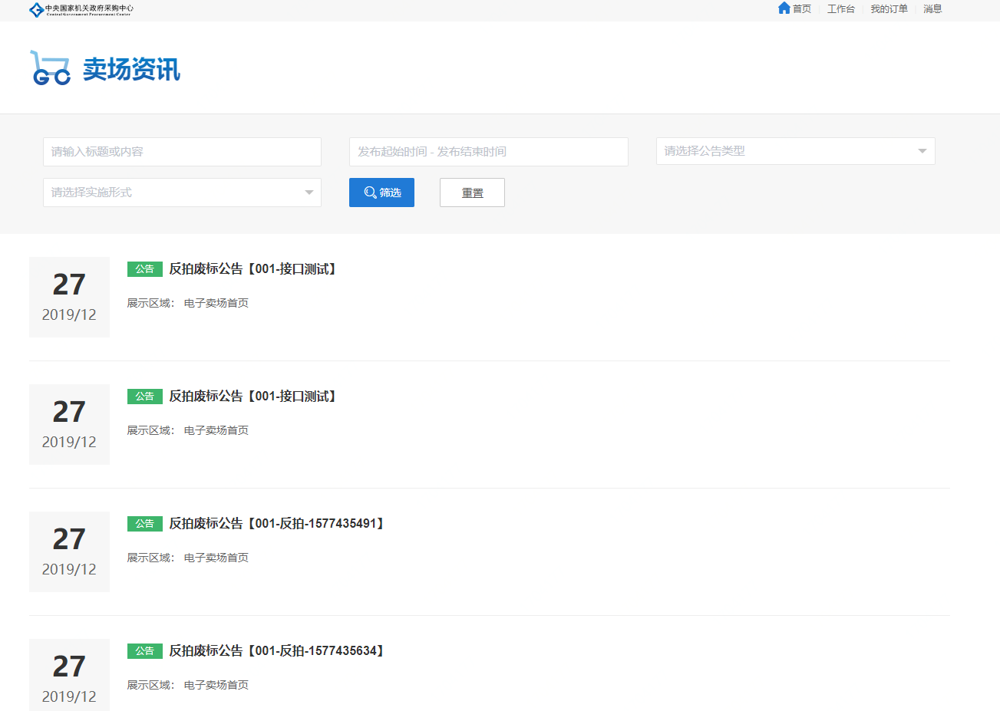 中央国家机关政府采购中心
Central Government Procurement Center
首页 工作台 我的订单 消息
GC 卖场资讯
请输入标题或内容 发布起始时间 - 发布结束时间 请选择公告类型
请选择实施形式 筛选 重置
27
2019/12
公告 反拍废标公告【001-接口测试】
展示区域： 电子卖场首页
27
2019/12
公告 反拍废标公告【001-接口测试】
展示区域： 电子卖场首页
27
2019/12
公告 反拍废标公告【001-反拍-1577435491】
展示区域： 电子卖场首页
27
2019/12
公告 反拍废标公告【001-反拍-1577435634】
展示区域： 电子卖场首页